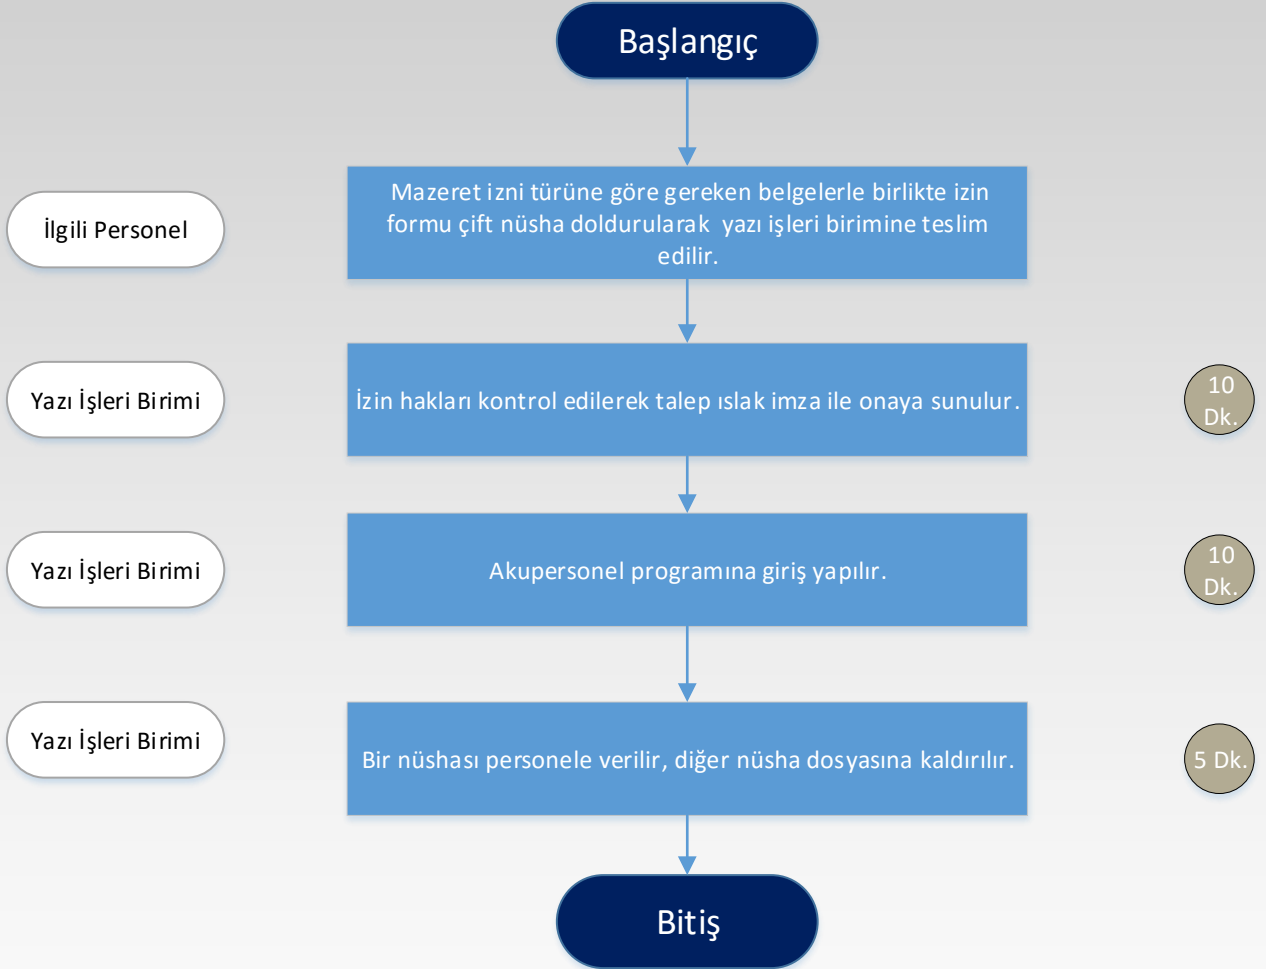 Başlangıç
İlgili Personel
Mazeret izni türüne göre gereken belgelerle birlikte izin
formu çift nüsha doldurularak yazı işleri birimine teslim
edilir.
Yazı İşleri Birimi
İzin hakları kontrol edilerek talep ıslak imza ile onaya sunulur.
10
Dk.
Yazı İşleri Birimi
Akupersonel programına giriş yapılır.
10
Dk.
Yazı İşleri Birimi
Bir nüshası personele verilir, diğer nüsha dosyasına kaldırılır.
5 Dk.
Bitiş